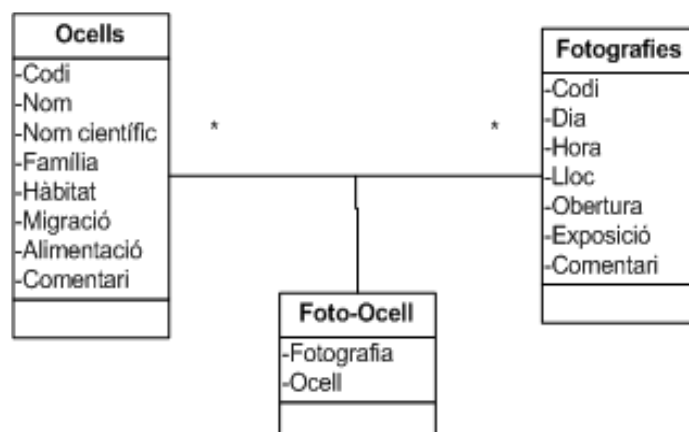 Ocells
-Codi
-Nom
-Nom científic
-Família
-Hàbitat
-Migració
-Alimentació
-Comentari
*
*
Fotografies
-Codi
-Dia
-Hora
-Lloc
-Obertura
-Exposició
-Comentari
Foto-Ocell
-Fotografia
-Ocell